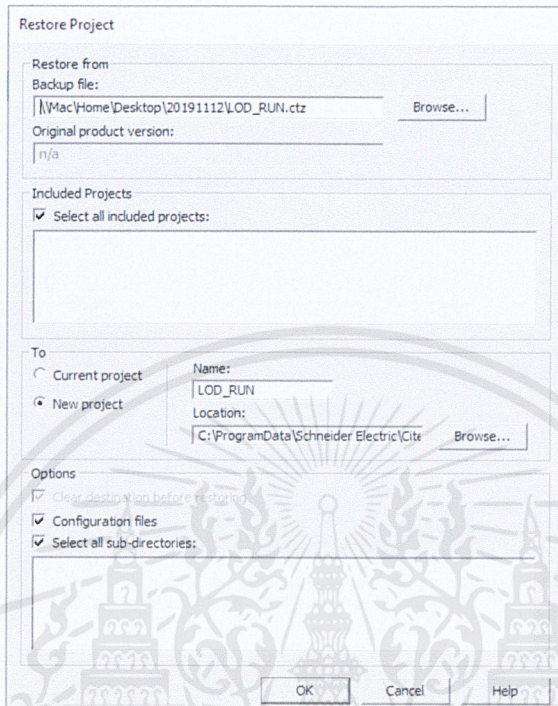 Restore Project
Restore from
Backup file:
\\Mac\Home\Desktop\20191112\LOD_RUN.ctz
Browse...
Original product version:
n/a
Included Projects
Select all included projects:
To
Current project
New project
Name:
LOD_RUN
Location:
C:\ProgramData\Schneider Electric\Cite
Browse...
Options
Clear destination before restoring
Configuration files
Select all sub-directories:
OK
Cancel
Help